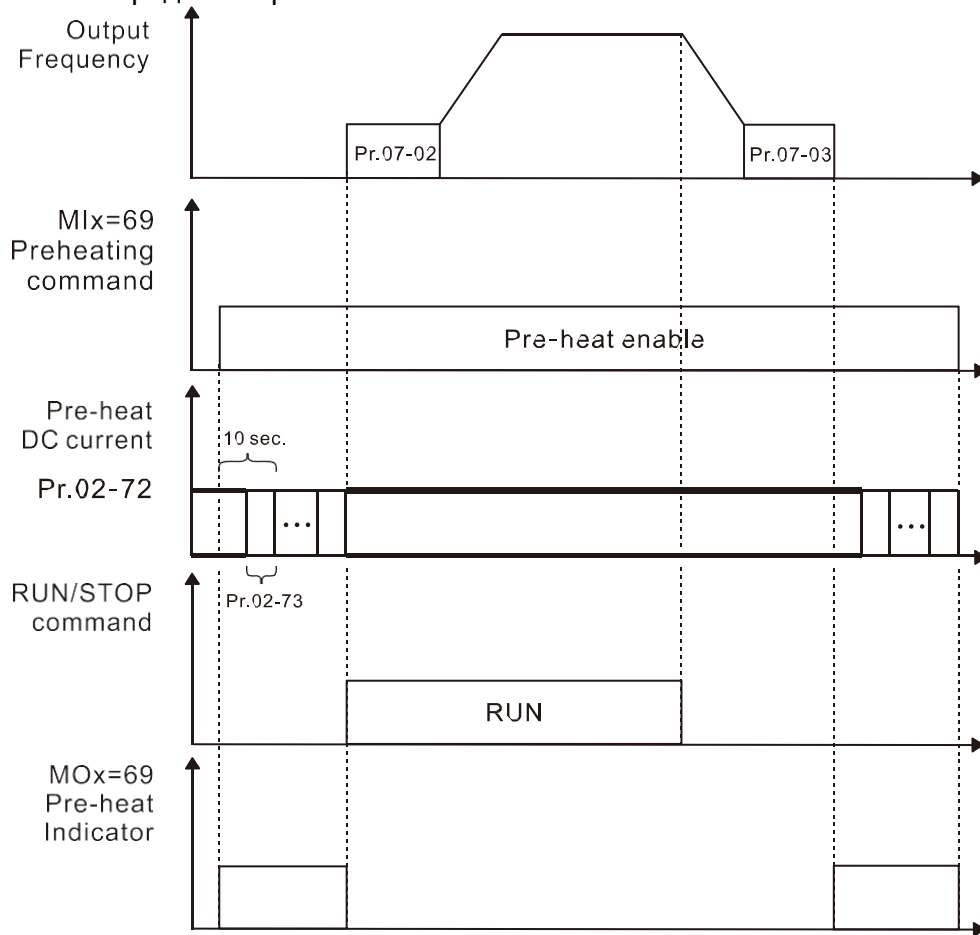 Output
Frequency
Pr.07-02
Pr.07-03
MIx=69
Preheating
command
Pre-heat enable
Pre-heat
DC current
10 sec.
Pr.02-72
...
...
Pr.02-73
RUN/STOP
command
RUN
MOx=69
Pre-heat
Indicator